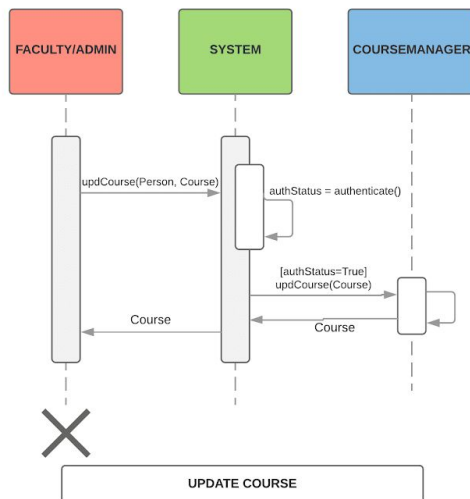 FACULTY/ADMIN
SYSTEM
COURSEMANAGER
updCourse(Person, Course)
authStatus = authenticate()
[authStatus=True]
updCourse(Course)
Course
Course
UPDATE COURSE